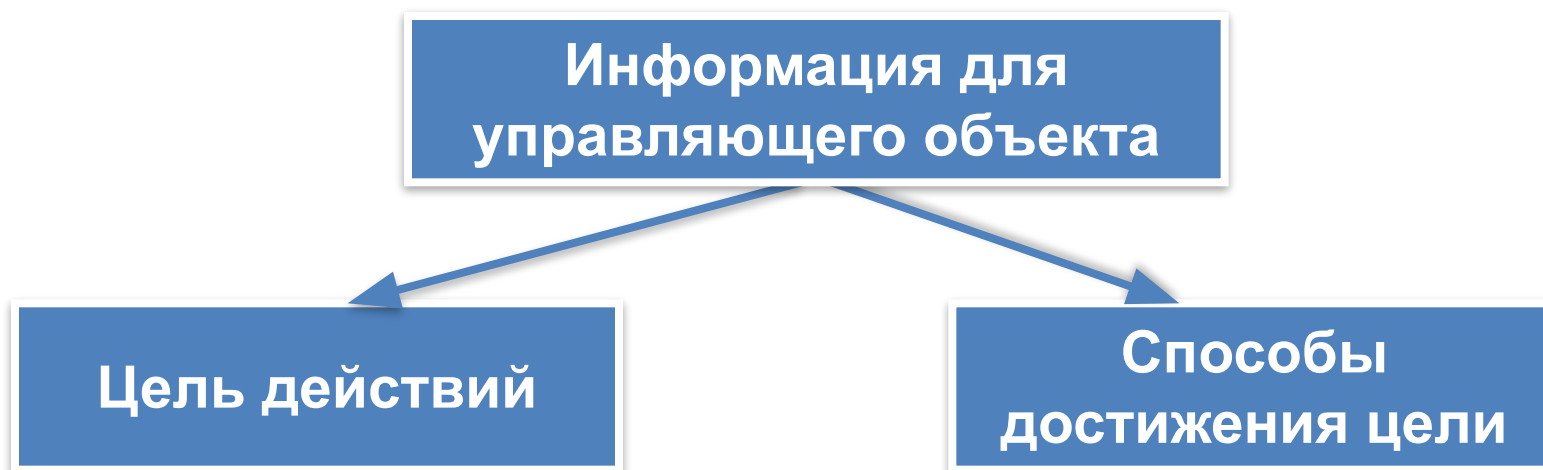 Информация для
управляющего объекта
Цель действий
Способы
достижения цели